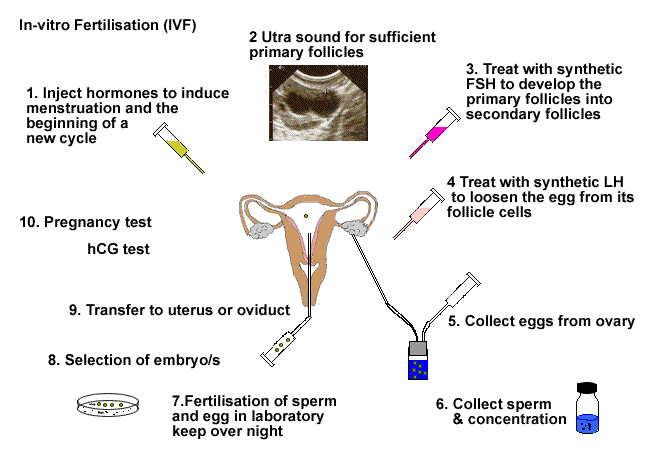 In-vitro Fertilisation (IVF)
2 Utra sound for sufficient
primary follicles
1. Inject hormones to induce
menstruation and the
beginning of a
new cycle
3. Treat with synthetic
FSH to develop the
primary follicles into
secondary follicles
4 Treat with synthetic LH
to loosen the egg from its
follicle cells
10. Pregnancy test
hCG test
9. Transfer to uterus or oviduct
5. Collect eggs from ovary
8. Selection of embryo/s
7.Fertilisation of sperm
and egg in laboratory
keep over night
6. Collect sperm
& concentration